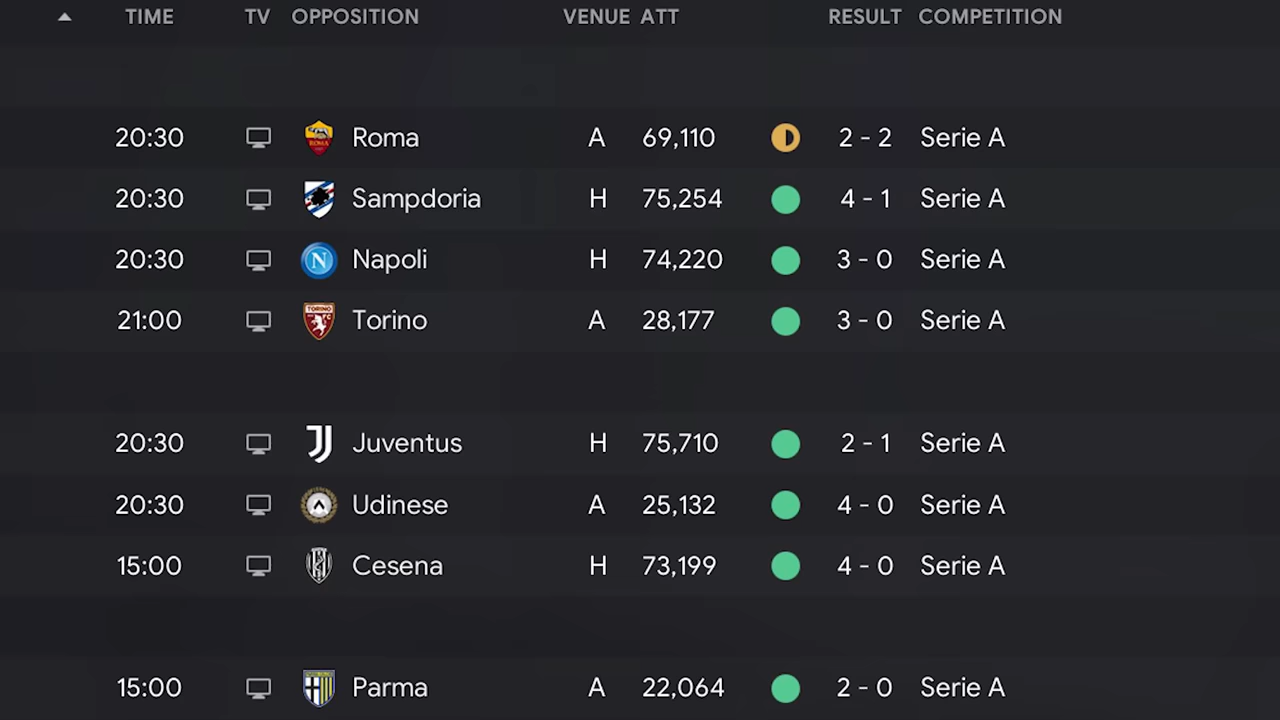 TIME TV OPPOSITION VENUE ATT RESULT COMPETITION
20:30 Roma A 69,110 2 - 2 Serie A
20:30 Sampdoria H 75,254 4 - 1 Serie A
20:30 Napoli H 74,220 3 - 0 Serie A
21:00 Torino A 28,177 3 - 0 Serie A
20:30 Juventus H 75,710 2 - 1 Serie A
20:30 Udinese A 25,132 4 - 0 Serie A
15:00 Cesena H 73,199 4 - 0 Serie A
15:00 Parma A 22,064 2 - 0 Serie A